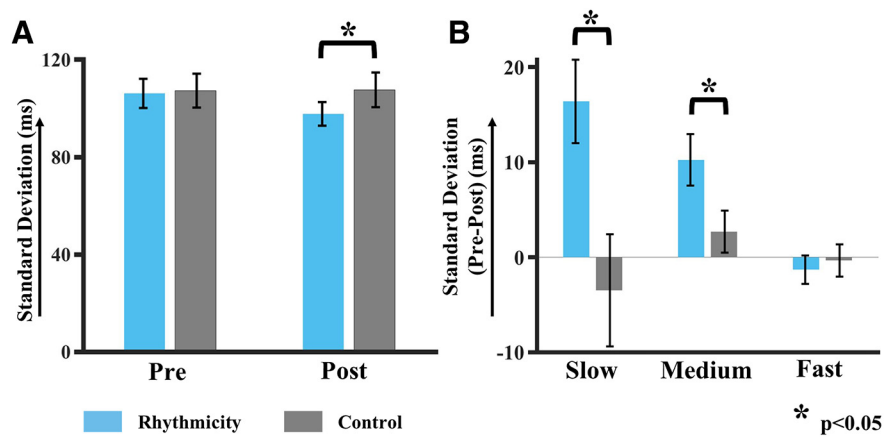 A
Standard Deviation (ms)
120
80
40
0
*
Pre
Post
B
Standard Deviation
(Pre-Post) (ms)
20
10
0
-10
*
*
Slow
Medium
Fast
Rhythmicity
Control
* p<0.05